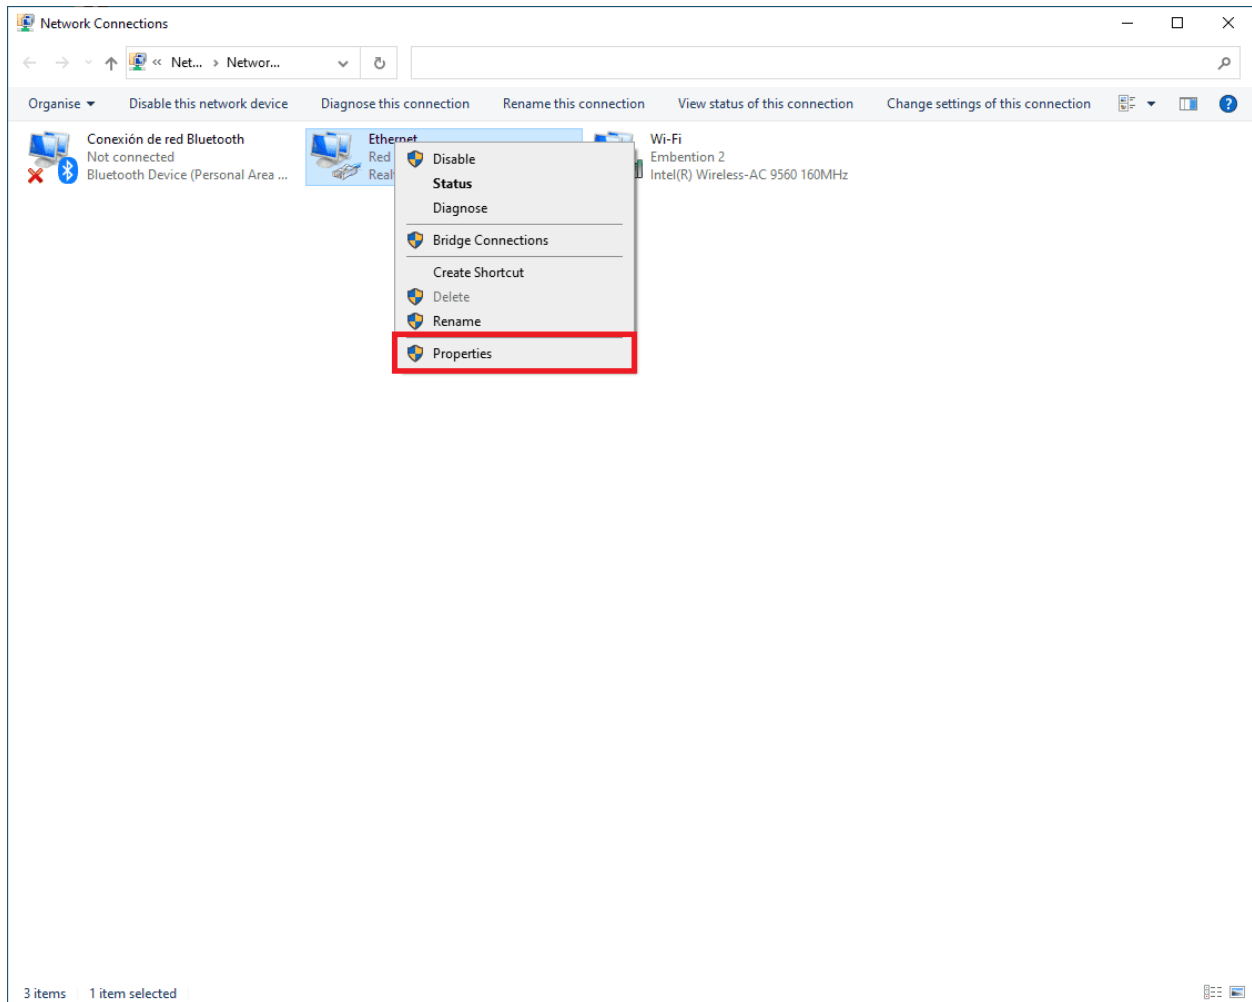 Network Connections
« Net... › Networ...
Organise Disable this network device Diagnose this connection Rename this connection View status of this connection Change settings of this connection
Conexión de red Bluetooth
Not connected
Bluetooth Device (Personal Area ...
Ethernet
Red
Wi-Fi
Embention 2
Intel(R) Wireless-AC 9560 160MHz
Disable
Status
Diagnose
Bridge Connections
Create Shortcut
Delete
Rename
Properties
3 items 1 item selected